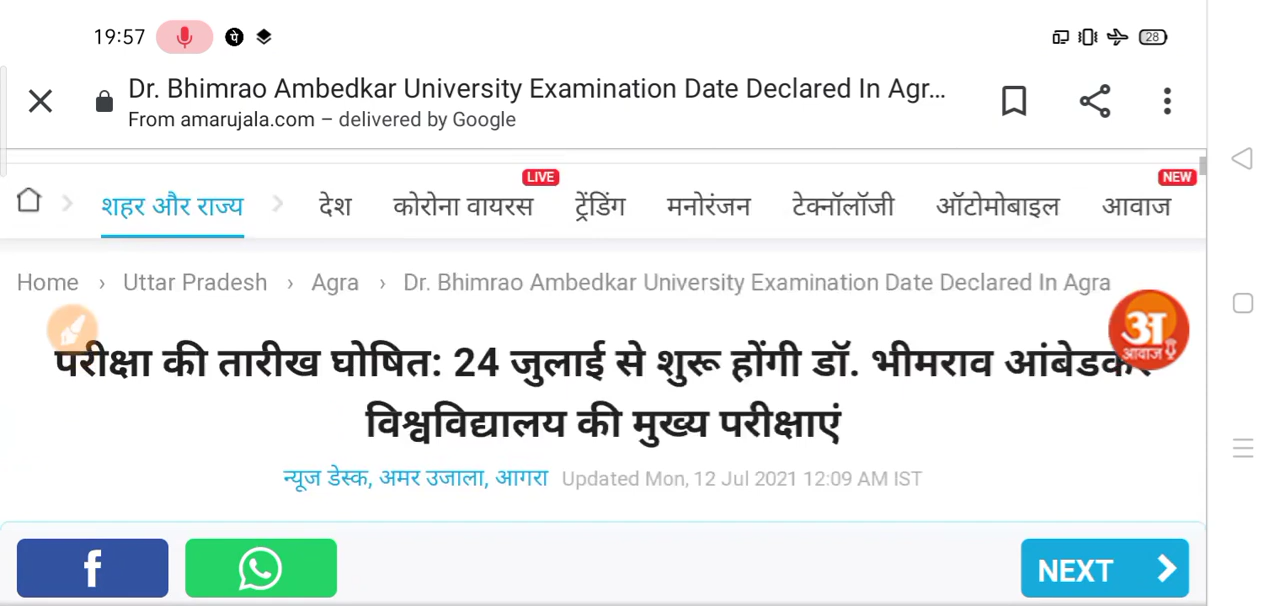 19:57
28
Dr. Bhimrao Ambedkar University Examination Date Declared In Agr...
From amarujala.com – delivered by Google
LIVE
NEW
शहर और राज्य देश कोरोना वायरस ट्रेंडिंग मनोरंजन टेक्नॉलॉजी ऑटोमोबाइल आवाज
Home › Uttar Pradesh › Agra › Dr. Bhimrao Ambedkar University Examination Date Declared In Agra
अ
आवाज
परीक्षा की तारीख घोषित: 24 जुलाई से शुरू होंगी डॉ. भीमराव आंबेडकर
विश्वविद्यालय की मुख्य परीक्षाएं
न्यूज डेस्क, अमर उजाला, आगरा Updated Mon, 12 Jul 2021 12:09 AM IST
f
NEXT